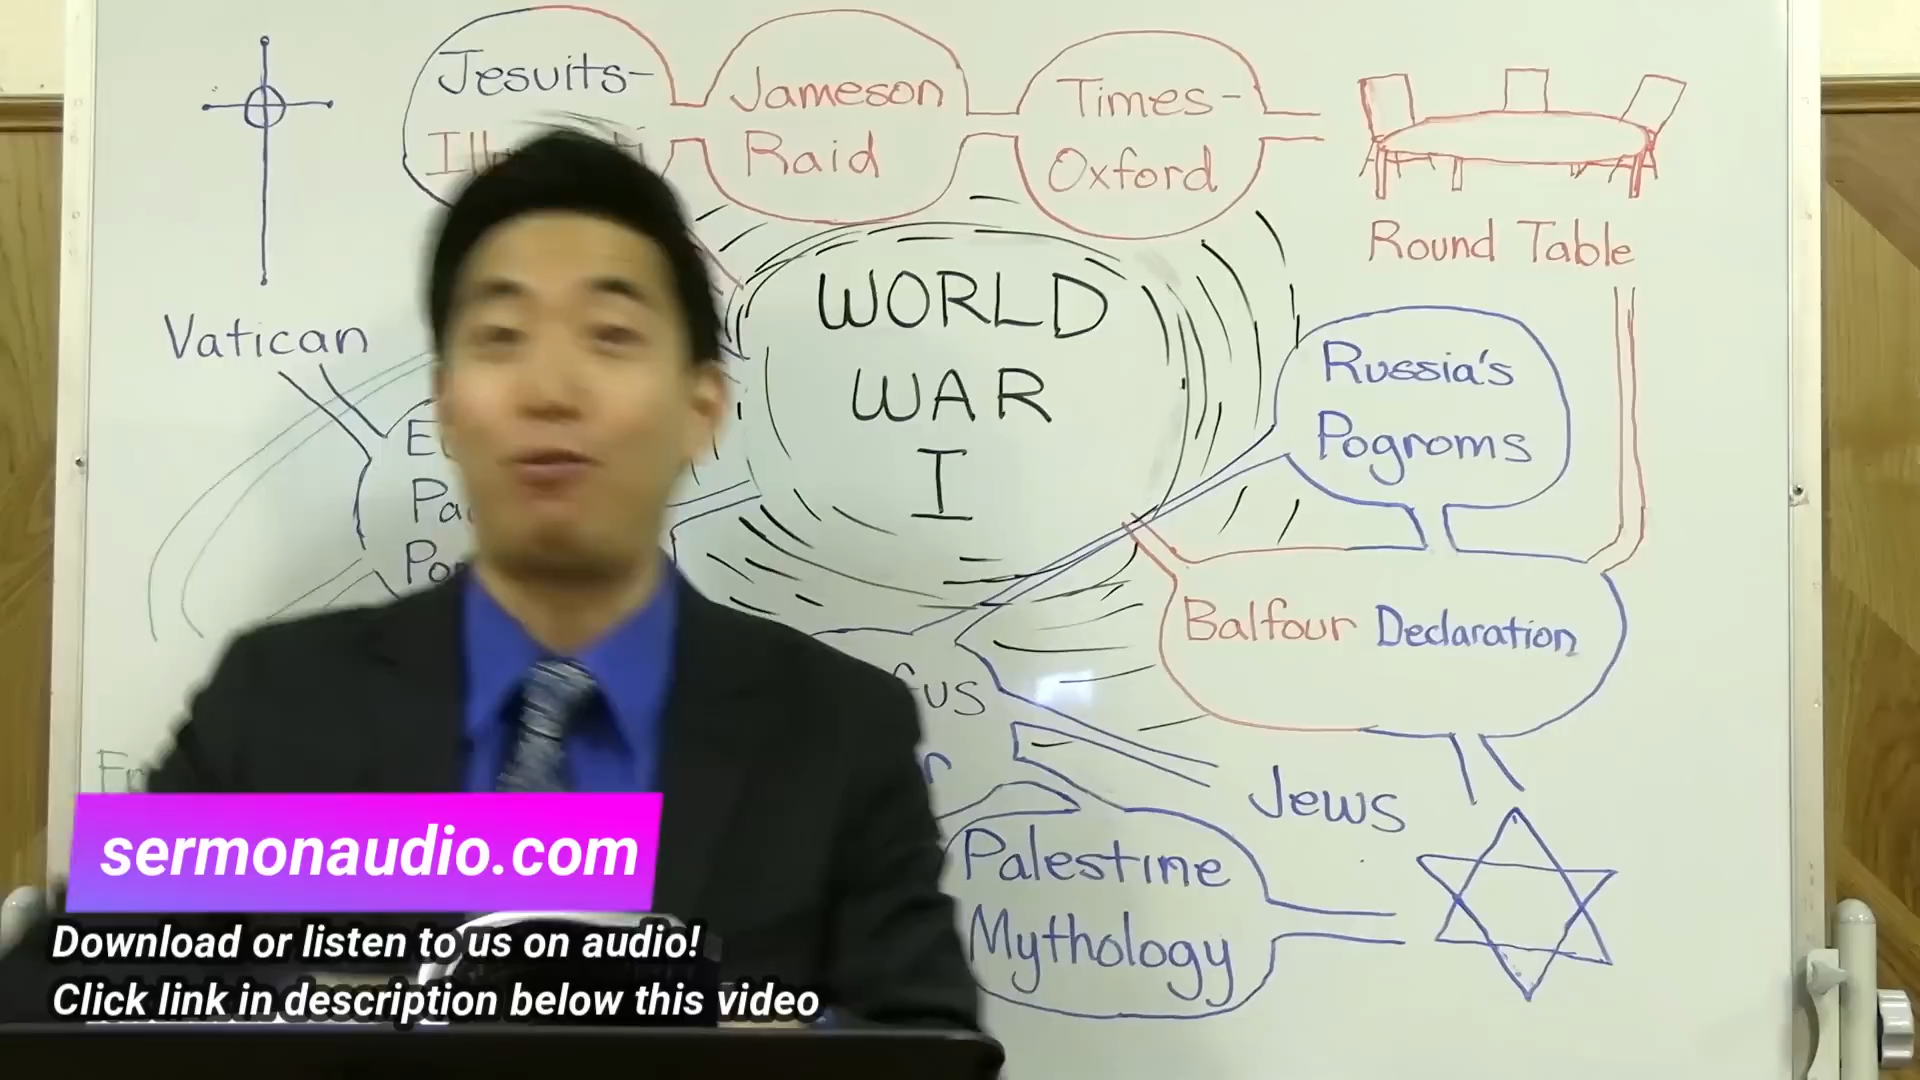 Jesuits-
Jameson
Raid
Times-
Oxford
Round Table
WORLD
WAR
I
Vatican
Russia's
Pogroms
Balfour Declaration
Jews
Palestine
Mythology
sermonaudio.com
Download or listen to us on audio!
Click link in description below this video